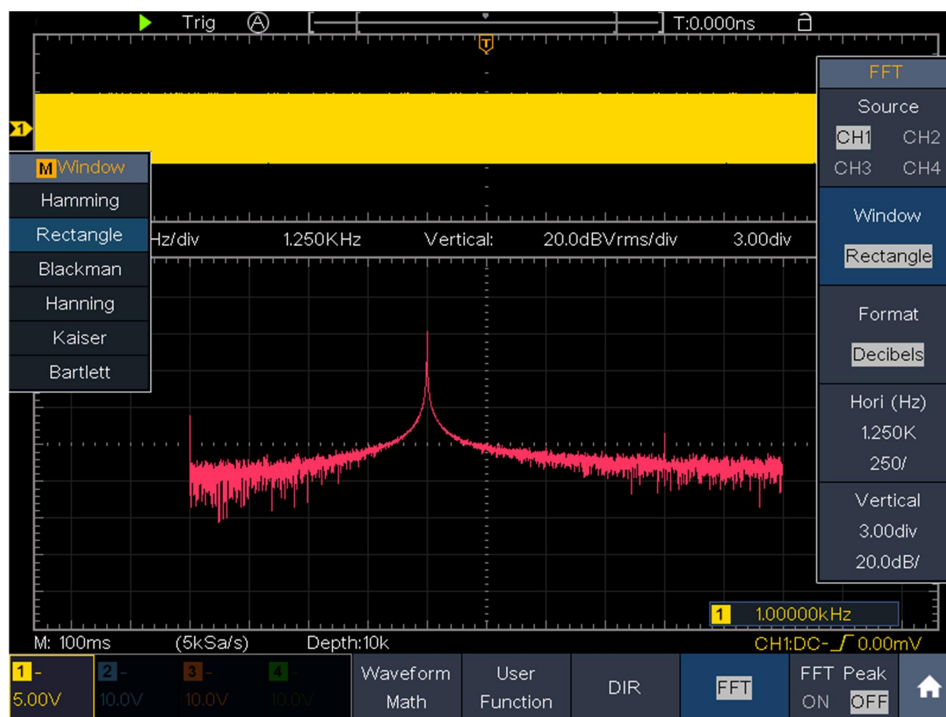 Trig A T:0.000ns
T
FFT
Source
CH1 CH2
CH3 CH4
1
M Window
Hamming
Rectangle
Blackman
Hanning
Kaiser
Bartlett
Hz/div 1.250KHz Vertical: 20.0dBVrms/div 3.00div
Window
Rectangle
Format
Decibels
Hori (Hz)
1.250K
250/
Vertical
3.00div
20.0dB/
1 1.00000kHz
M: 100ms (5kSa/s) Depth:10k CH1:DC- 0.00mV
1 -
5.00V
2 -
10.0V
3 -
10.0V
4 -
10.0V
Waveform
Math
User
Function
DIR
FFT
FFT Peak
ON OFF